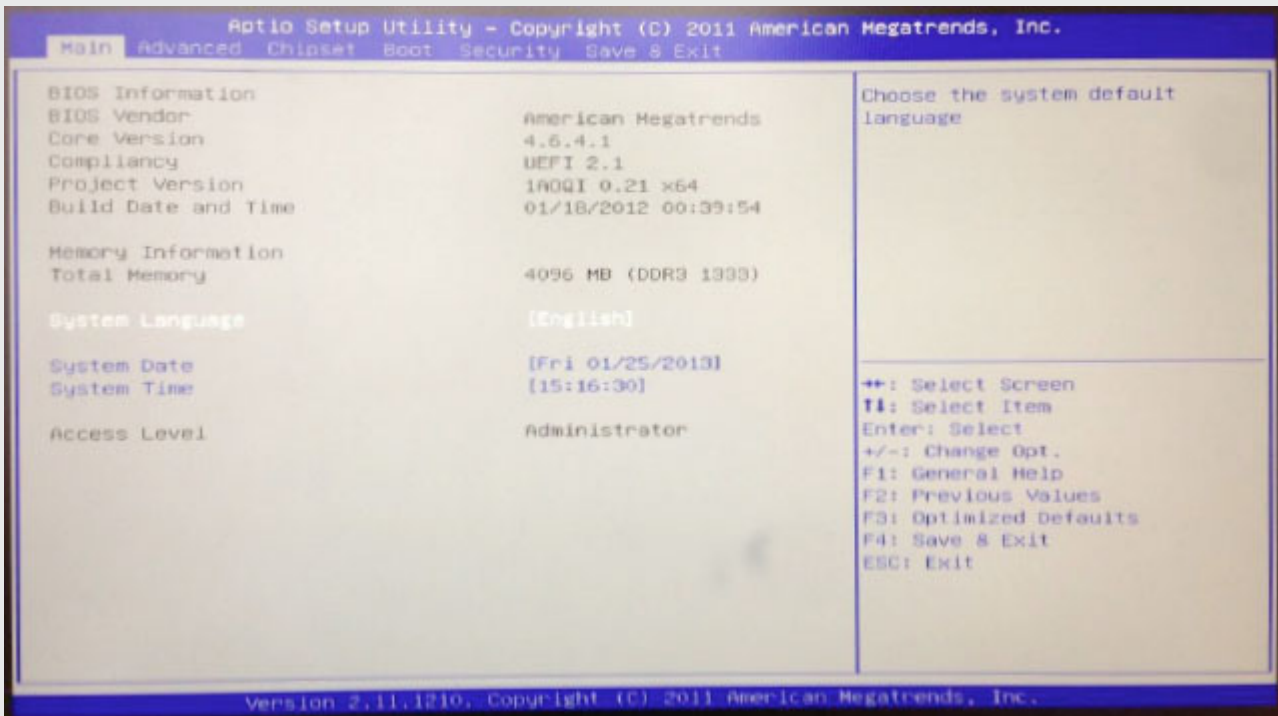 Aptio Setup Utility - Copyright (C) 2011 American Megatrends, Inc.
Main Advanced Chipset Boot Security Save & Exit
BIOS Information
BIOS Vendor American Megatrends
Core Version 4.6.4.1
Compliancy UEFI 2.1
Project Version 1AOQI 0.21 x64
Build Date and Time 01/18/2012 00:39:54
Memory Information
Total Memory 4096 MB (DDR3 1333)
System Language [English]
System Date [Fri 01/25/2013]
System Time [15:16:30]
Access Level Administrator
Choose the system default
language
→←: Select Screen
↑↓: Select Item
Enter: Select
+/-: Change Opt.
F1: General Help
F2: Previous Values
F3: Optimized Defaults
F4: Save & Exit
ESC: Exit
Version 2.11.1210. Copyright (C) 2011 American Megatrends, Inc.